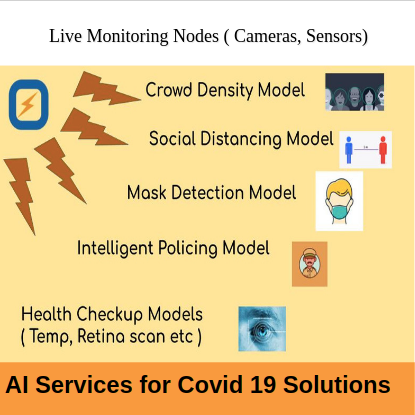 Live Monitoring Nodes ( Cameras, Sensors)
Crowd Density Model
Social Distancing Model
Mask Detection Model
Intelligent Policing Model
Health Checkup Models
( Temp, Retina scan etc )
AI Services for Covid 19 Solutions